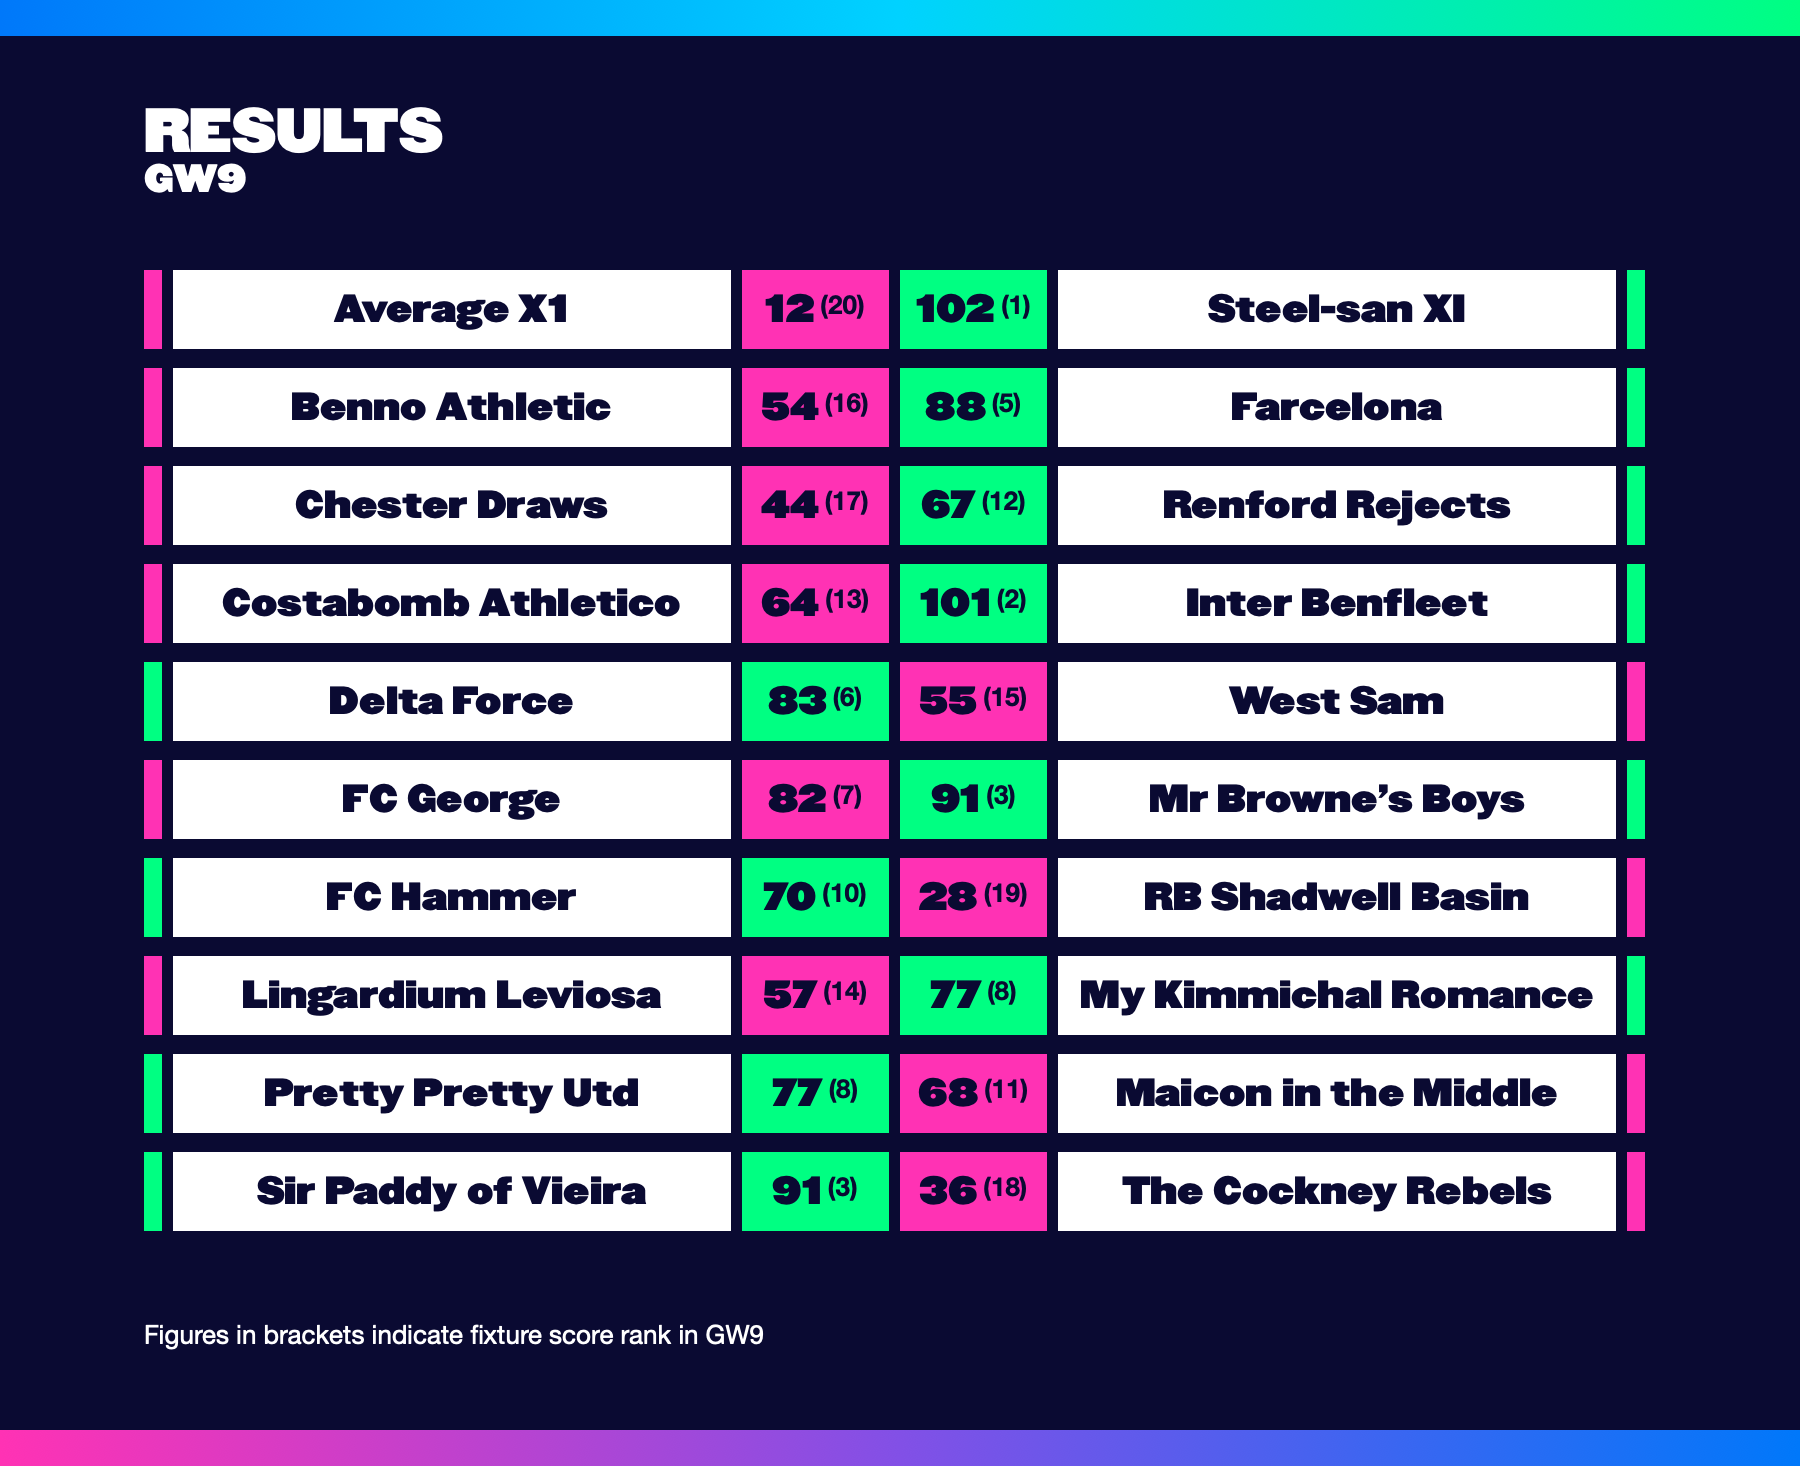 RESULTS
GW9
Average X1 12 (20) 102 (1) Steel-san XI
Benno Athletic 54 (16) 88 (5) Farcelona
Chester Draws 44 (17) 67 (12) Renford Rejects
Costabomb Athletico 64 (13) 101 (2) Inter Benfleet
Delta Force 83 (6) 55 (15) West Sam
FC George 82 (7) 91 (3) Mr Browne’s Boys
FC Hammer 70 (10) 28 (19) RB Shadwell Basin
Lingardium Leviosa 57 (14) 77 (8) My Kimmichal Romance
Pretty Pretty Utd 77 (8) 68 (11) Maicon in the Middle
Sir Paddy of Vieira 91 (3) 36 (18) The Cockney Rebels
Figures in brackets indicate fixture score rank in GW9